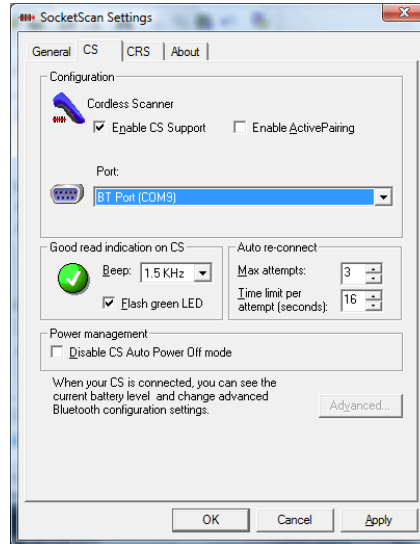 SocketScan Settings
General CS CRS About
Configuration
Cordless Scanner
Enable CS Support Enable ActivePairing
Port:
BT Port (COM9)
Good read indication on CS Auto re-connect
Beep: 1.5 KHz Max attempts: 3
Flash green LED Time limit per
attempt (seconds): 16
Power management
Disable CS Auto Power Off mode
When your CS is connected, you can see the
current battery level and change advanced
Bluetooth configuration settings.
Advanced...
OK Cancel Apply